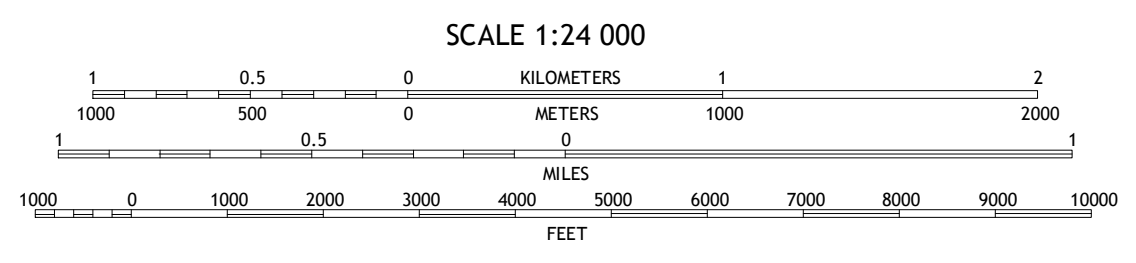 SCALE 1:24 000
1 0.5 0 KILOMETERS 1 2
1000 500 0 METERS 1000 2000
1 0.5 0 1
MILES
1000 0 1000 2000 3000 4000 5000 6000 7000 8000 9000 10000
FEET